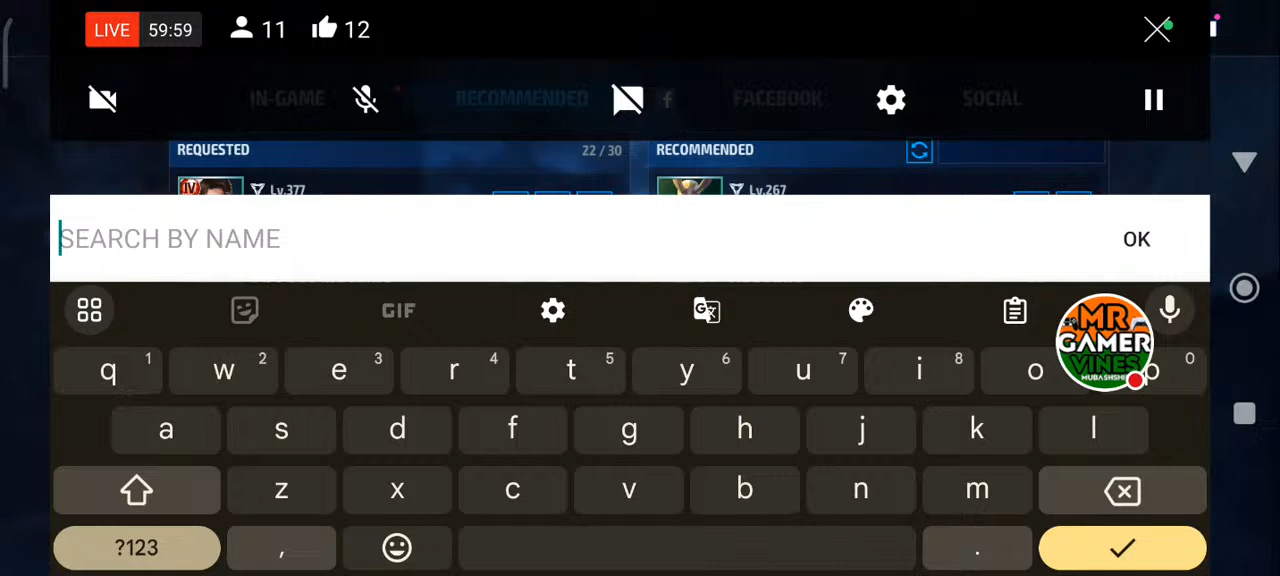 LIVE 59:59 11 12
IN-GAME RECOMMENDED f FACEBOOK SOCIAL
REQUESTED 22 / 30 RECOMMENDED
IV Lv.377 Lv.267
SEARCH BY NAME OK
GIF
MR
GAMER
VINES
q 1 w 2 e 3 r 4 t 5 y 6 u 7 i 8 o p 0
a s d f g h j k l
z x c v b n m
?123 , .